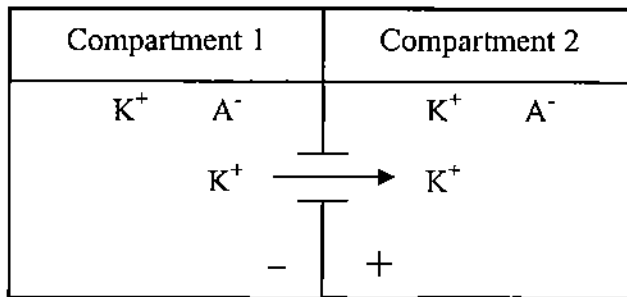 Compartment 1 Compartment 2
K⁺ A⁻ K⁺ A⁻
K⁺ K⁺
− +